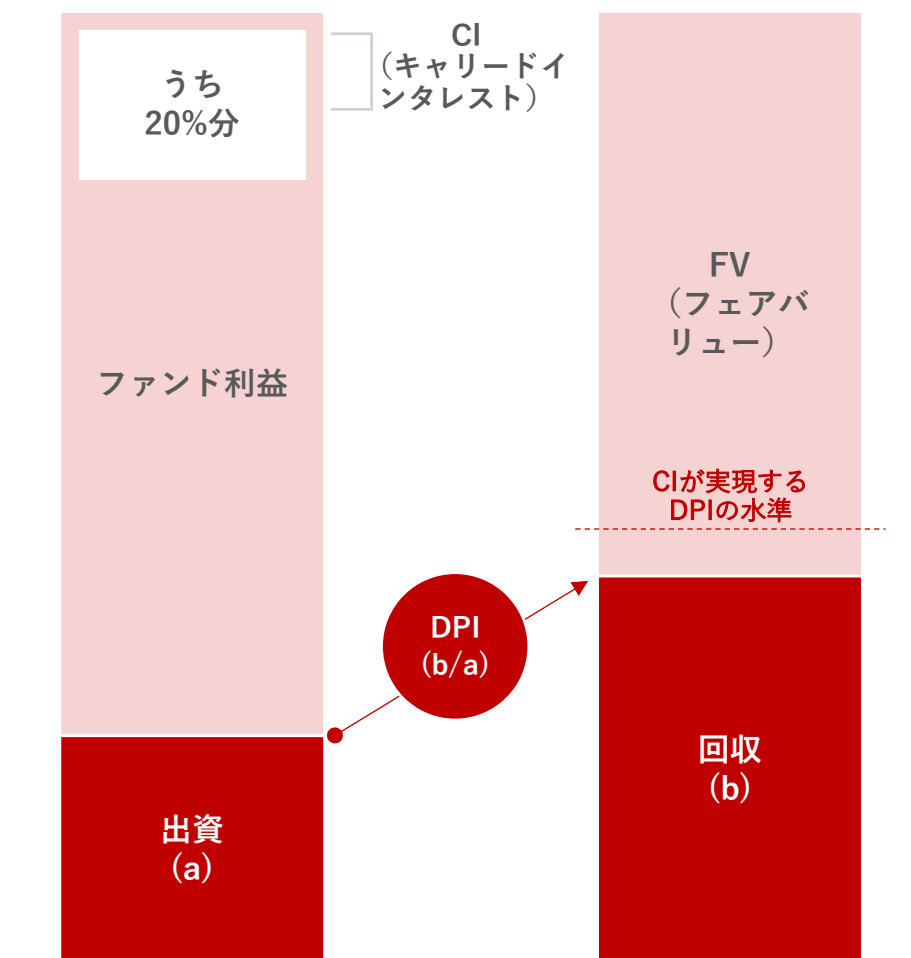 うち
20%分
CI
（キャリードイ
ンタレスト）
ファンド利益
出資
(a)
DPI
(b/a)
FV
（フェアバ
リュー）
CIが実現する
DPIの水準
回収
(b)